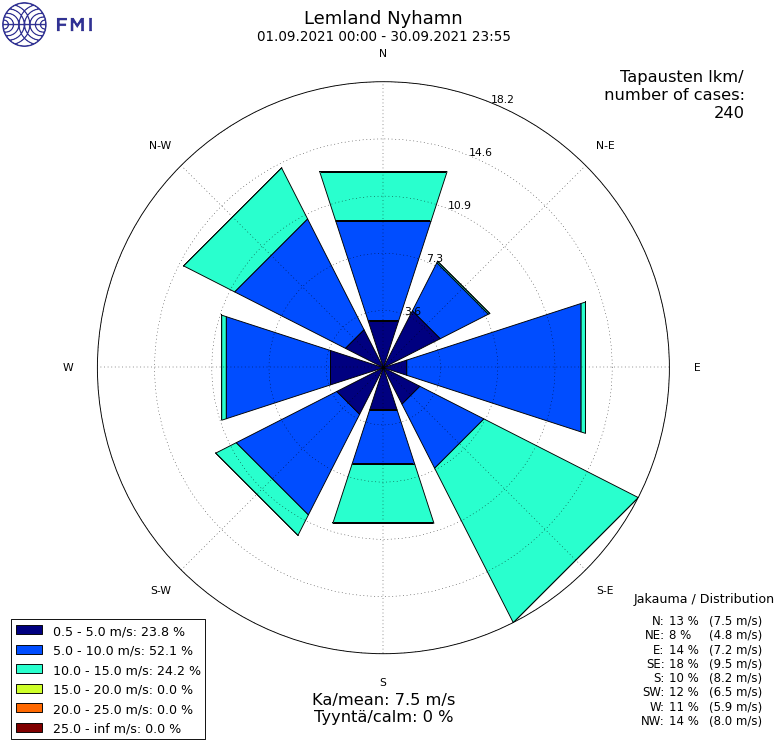 FMI
Lemland Nyhamn
01.09.2021 00:00 - 30.09.2021 23:55
Tapausten lkm/
number of cases:
240
N
N-E
E
S-E
S
S-W
W
N-W
18.2
14.6
10.9
7.3
3.6
0.5 - 5.0 m/s: 23.8 %
5.0 - 10.0 m/s: 52.1 %
10.0 - 15.0 m/s: 24.2 %
15.0 - 20.0 m/s: 0.0 %
20.0 - 25.0 m/s: 0.0 %
25.0 - inf m/s: 0.0 %
Ka/mean: 7.5 m/s
Tyyntä/calm: 0 %
Jakauma / Distribution
N: 13 % (7.5 m/s)
NE: 8 % (4.8 m/s)
E: 14 % (7.2 m/s)
SE: 18 % (9.5 m/s)
S: 10 % (8.2 m/s)
SW: 12 % (6.5 m/s)
W: 11 % (5.9 m/s)
NW: 14 % (8.0 m/s)